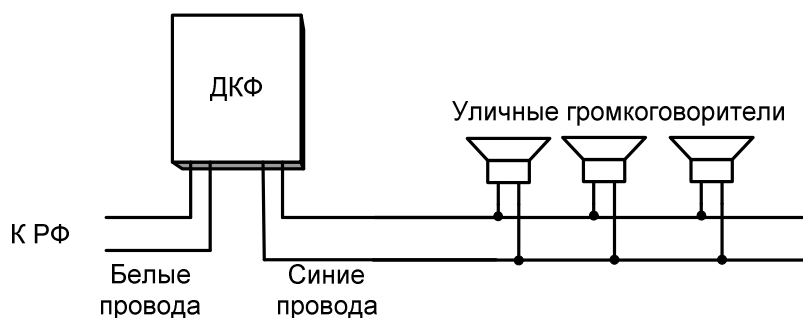 ДКФ
Уличные громкоговорители
К РФ
Белые
провода
Синие
провода